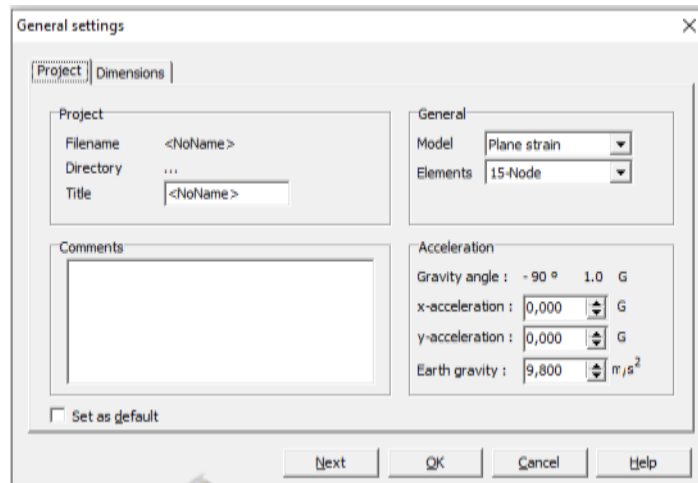 General settings
Project
Dimensions
Project
Filename <NoName>
Directory ...
Title <NoName>
General
Model Plane strain
Elements 15-Node
Comments
Acceleration
Gravity angle : - 90 º 1.0 G
x-acceleration : 0,000 G
y-acceleration : 0,000 G
Earth gravity : 9,800 m/s²
Set as default
Next OK Cancel Help